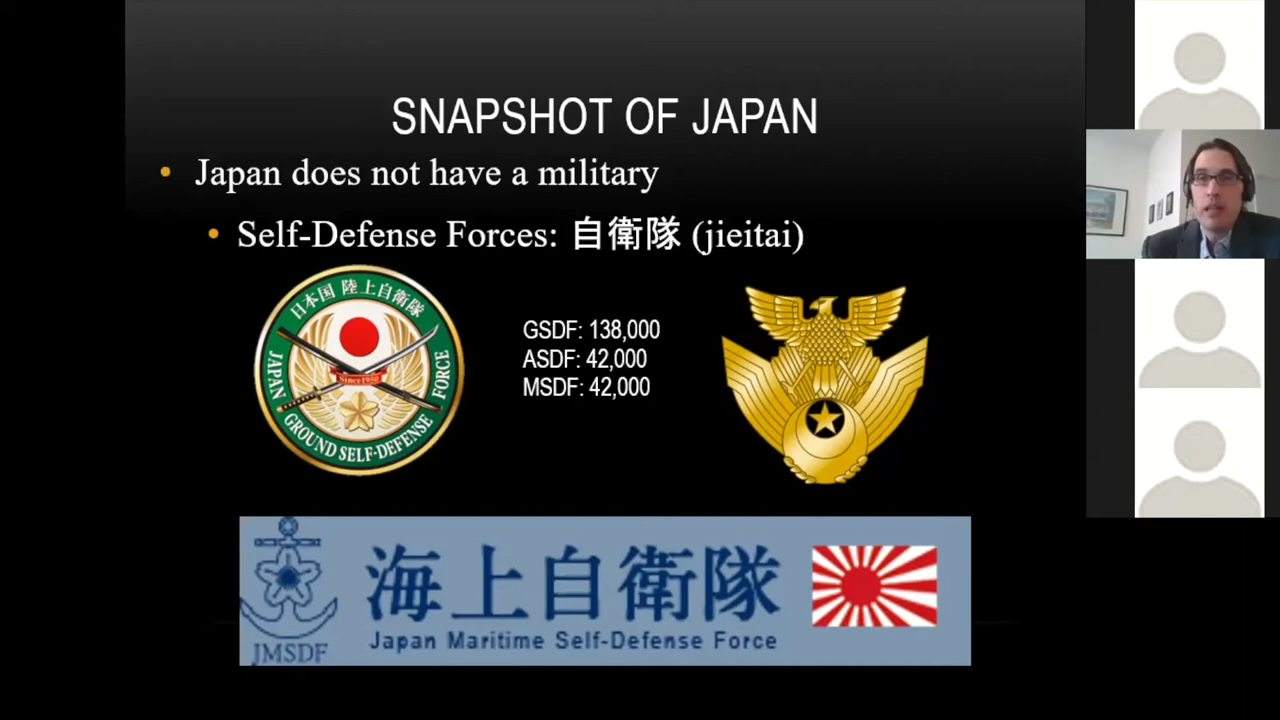 SNAPSHOT OF JAPAN
• Japan does not have a military
• Self-Defense Forces: 自衛隊 (jieitai)
日本国 陸上自衛隊
JAPAN GROUND SELF-DEFENSE FORCE
Since1950
GSDF: 138,000
ASDF: 42,000
MSDF: 42,000
海上自衛隊
Japan Maritime Self-Defense Force
JMSDF